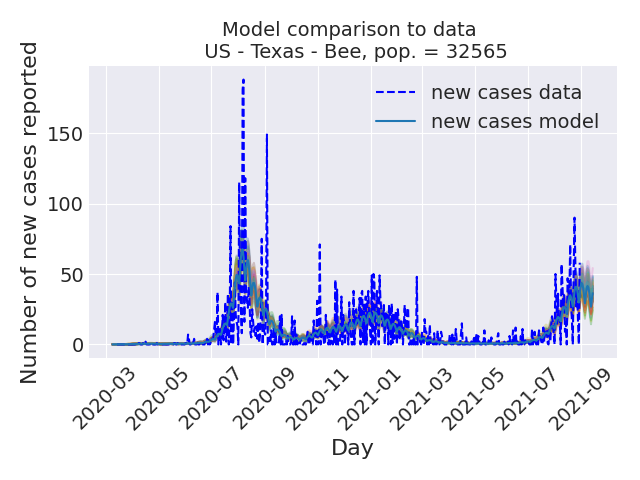 Model comparison to data
US - Texas - Bee, pop. = 32565
Number of new cases reported
150
100
50
0
new cases data
new cases model
2020-03
2020-05
2020-07
2020-09
2020-11
2021-01
2021-03
2021-05
2021-07
2021-09
Day